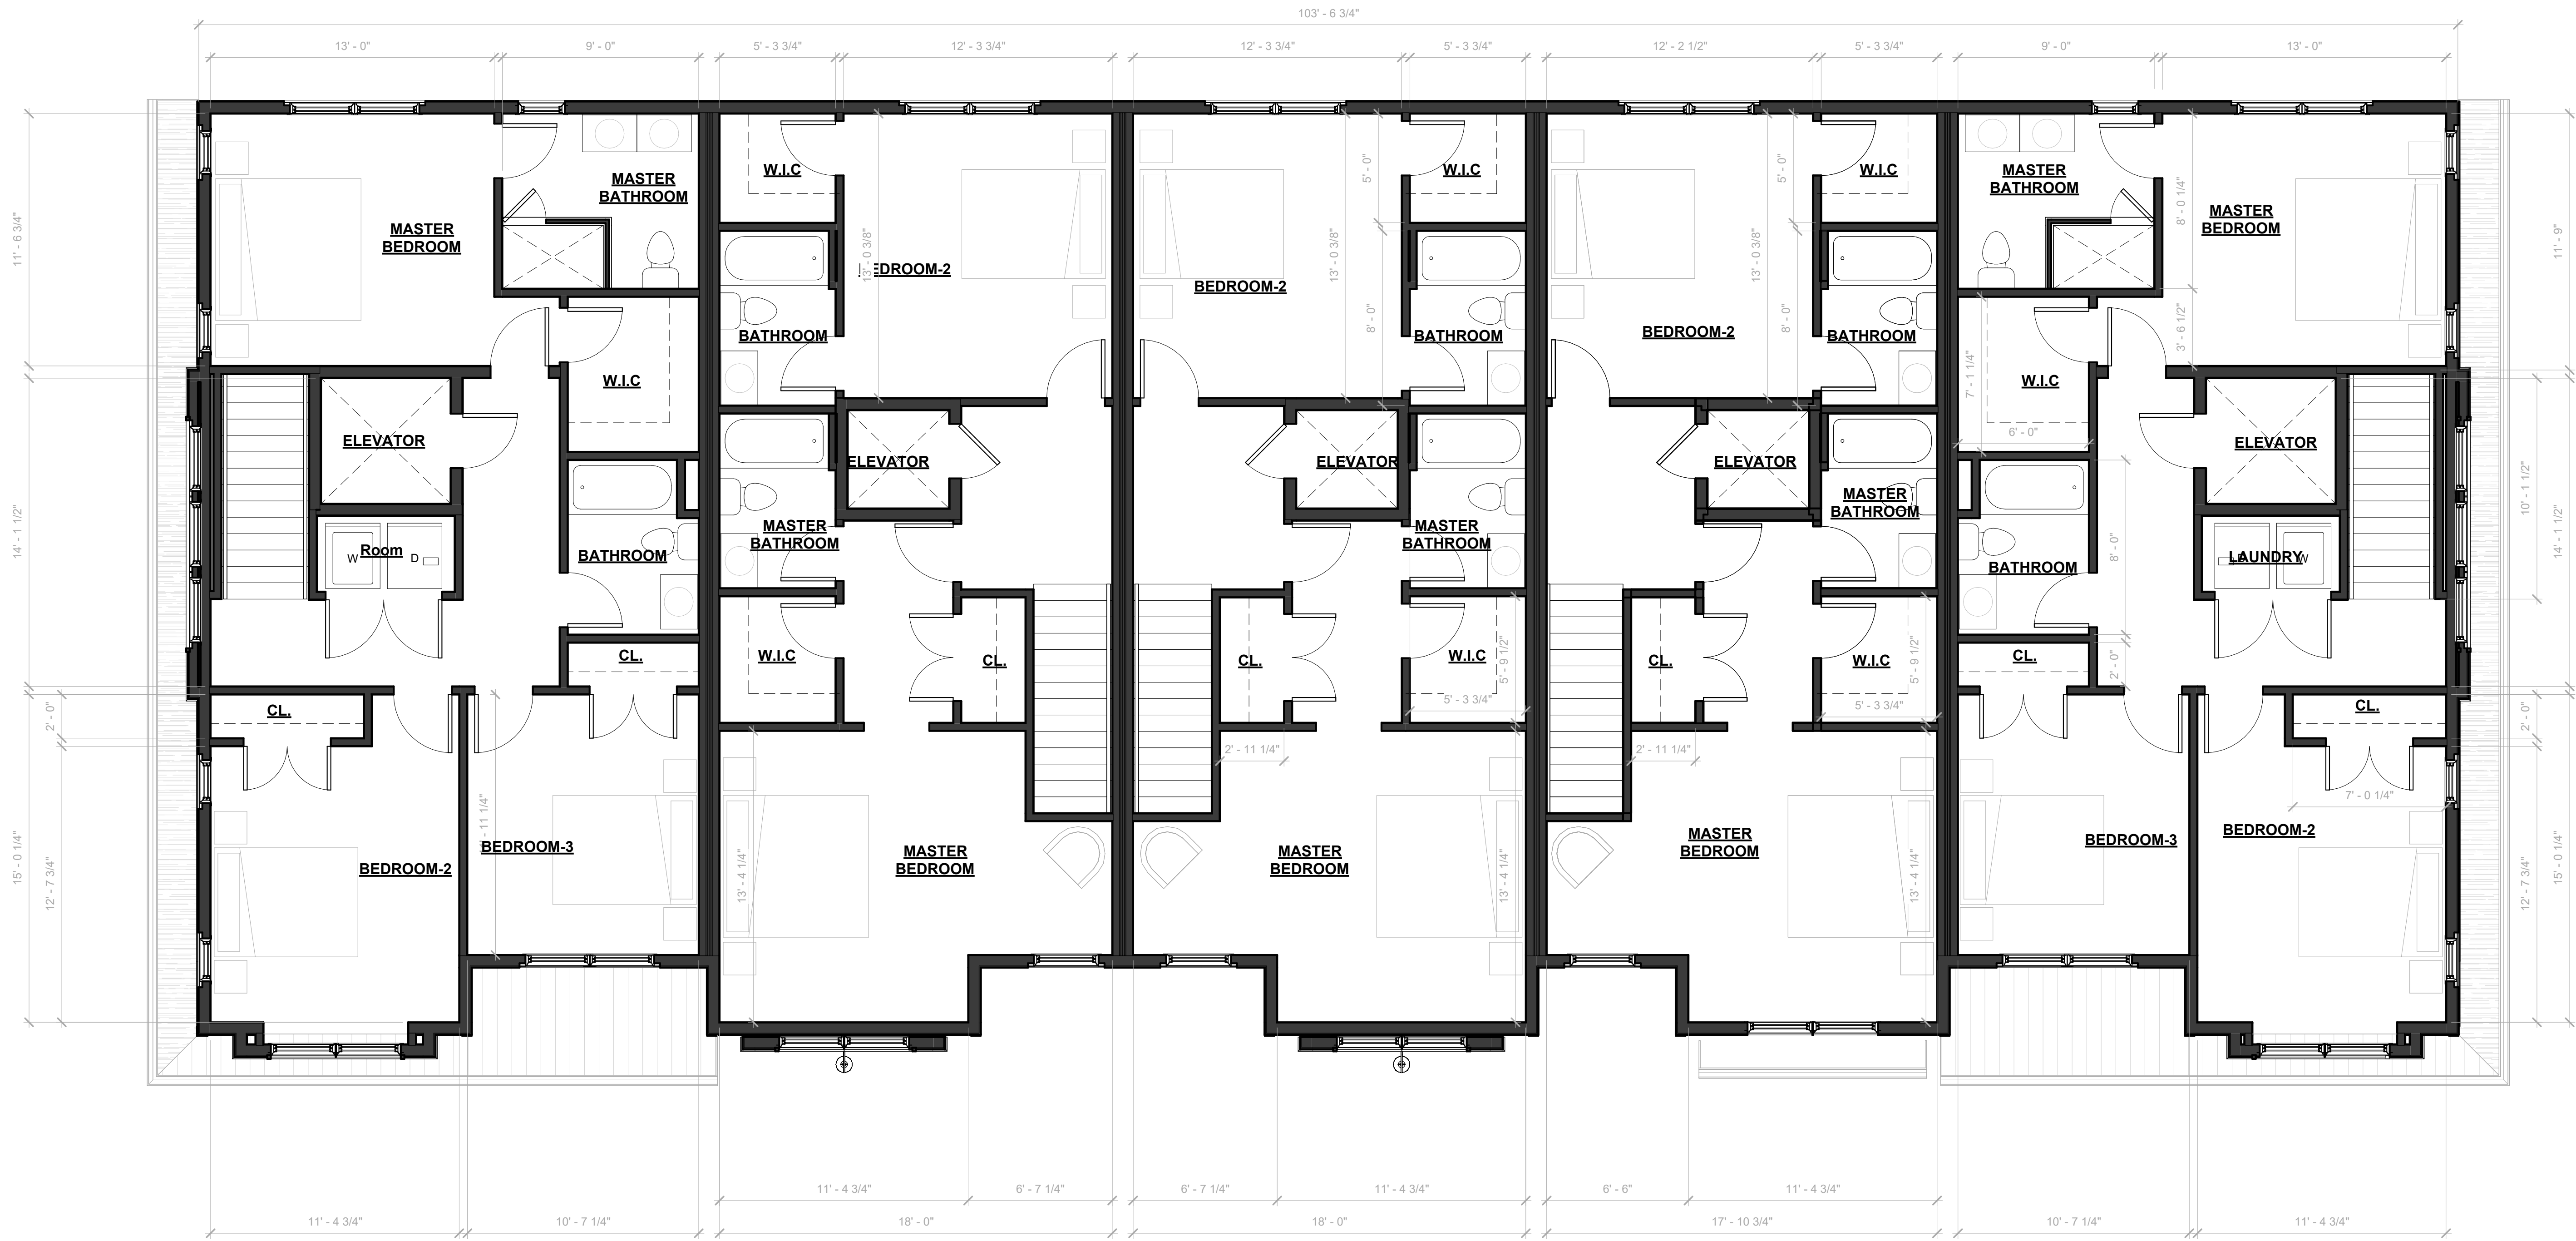 103' - 6 3/4"
13' - 0"
9' - 0"
5' - 3 3/4"
12' - 3 3/4"
12' - 3 3/4"
5' - 3 3/4"
12' - 2 1/2"
5' - 3 3/4"
9' - 0"
13' - 0"
MASTER
BEDROOM
MASTER
BATHROOM
W.I.C
EDROOM-2
13' - 0 3/8"
BEDROOM-2
13' - 0 3/8"
5' - 0"
W.I.C
BEDROOM-2
13' - 0 3/8"
5' - 0"
W.I.C
MASTER
BATHROOM
8' - 0 1/4"
MASTER
BEDROOM
11' - 6 3/4"
11' - 9"
BATHROOM
8' - 0"
BATHROOM
8' - 0"
BATHROOM
3' - 6 1/2"
7' - 1 1/4"
W.I.C
W.I.C
6' - 0"
ELEVATOR
ELEVATOR
ELEVATOR
ELEVATOR
ELEVATOR
14' - 1 1/2"
10' - 1 1/2"
14' - 1 1/2"
Room
W
D
BATHROOM
MASTER
BATHROOM
MASTER
BATHROOM
MASTER
BATHROOM
BATHROOM
8' - 0"
LAUNDRY
W
CL.
W.I.C
CL.
CL.
W.I.C
5' - 9 1/2"
5' - 3 3/4"
CL.
W.I.C
5' - 9 1/2"
5' - 3 3/4"
CL.
2' - 0"
CL.
CL.
2' - 0"
2' - 0"
2' - 11 1/4"
2' - 11 1/4"
7' - 0 1/4"
15' - 0 1/4"
12' - 7 3/4"
BEDROOM-2
- 11 1/4"
BEDROOM-3
13' - 4 1/4"
MASTER
BEDROOM
MASTER
BEDROOM
13' - 4 1/4"
MASTER
BEDROOM
13' - 4 1/4"
BEDROOM-3
BEDROOM-2
12' - 7 3/4"
15' - 0 1/4"
11' - 4 3/4"
6' - 7 1/4"
6' - 7 1/4"
11' - 4 3/4"
6' - 6"
11' - 4 3/4"
11' - 4 3/4"
10' - 7 1/4"
18' - 0"
18' - 0"
17' - 10 3/4"
10' - 7 1/4"
11' - 4 3/4"